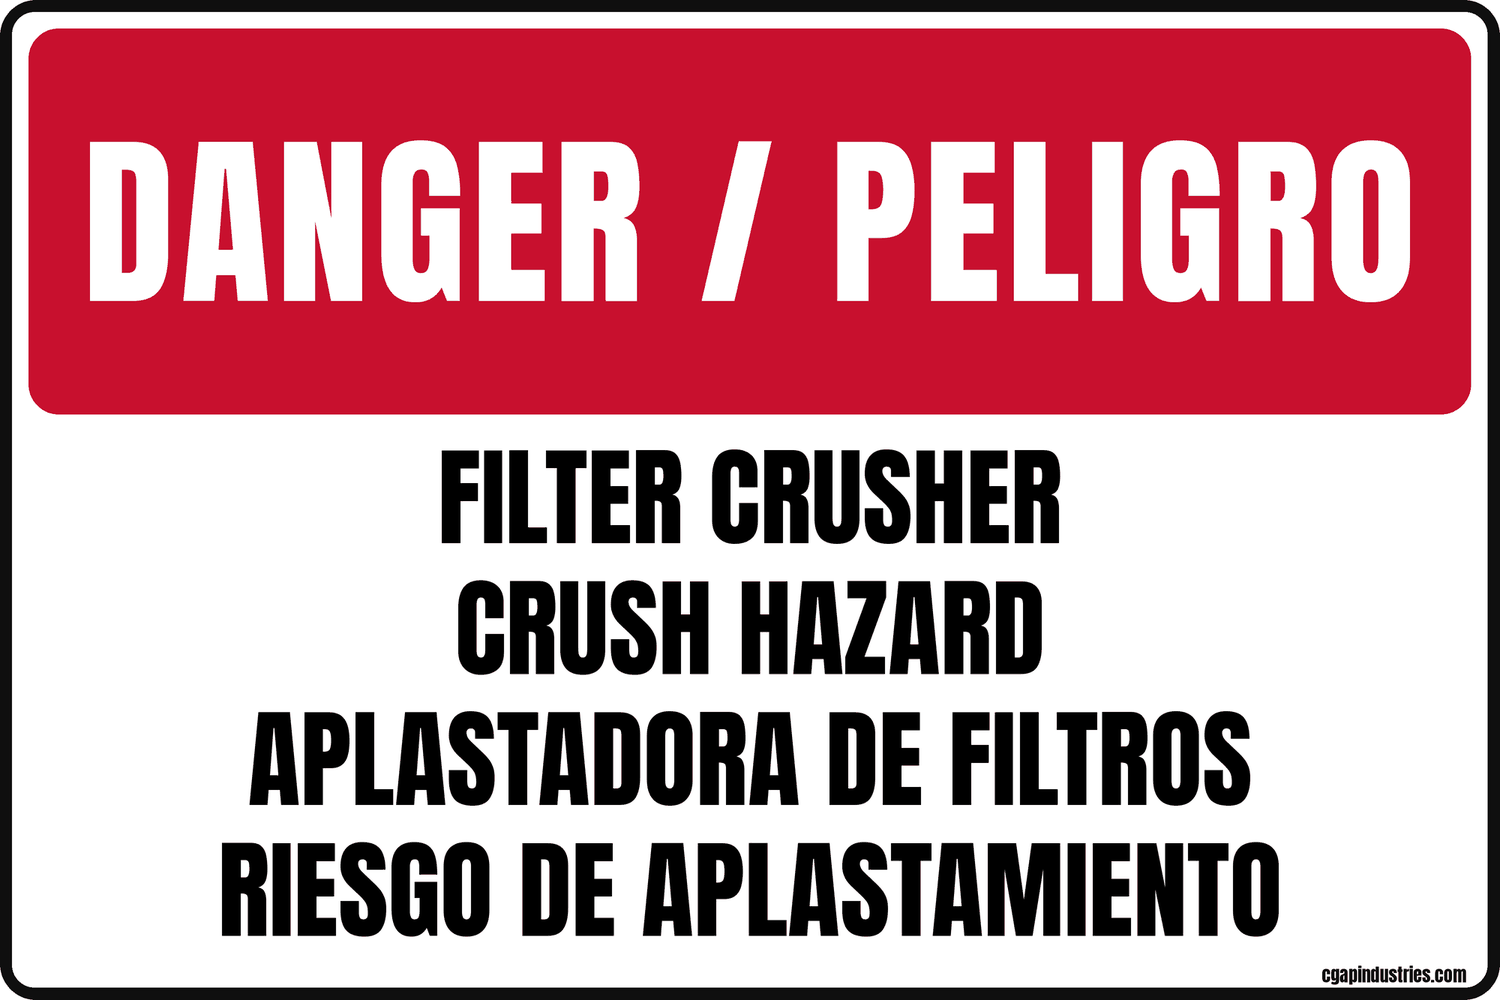 DANGER / PELIGRO
FILTER CRUSHER
CRUSH HAZARD
APLASTADORA DE FILTROS
RIESGO DE APLASTAMIENTO
cgapindustries.com